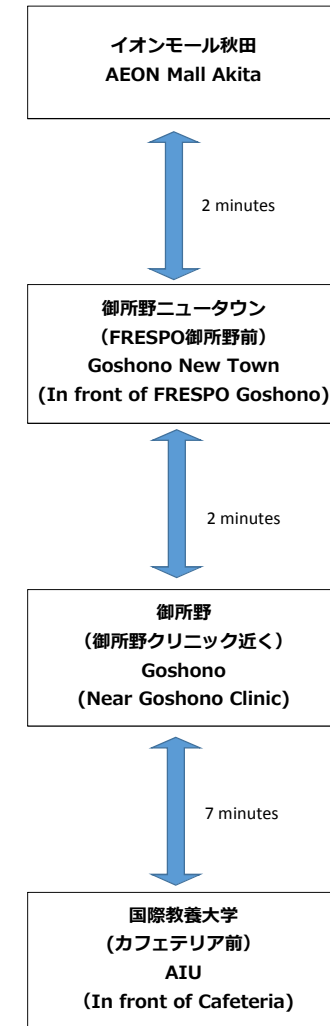 イオンモール秋田
AEON Mall Akita
2 minutes
御所野ニュータウン
（FRESPO御所野前）
Goshono New Town
(In front of FRESPO Goshono)
2 minutes
御所野
（御所野クリニック近く）
Goshono
(Near Goshono Clinic)
7 minutes
国際教養大学
(カフェテリア前）
AIU
（In front of Cafeteria)